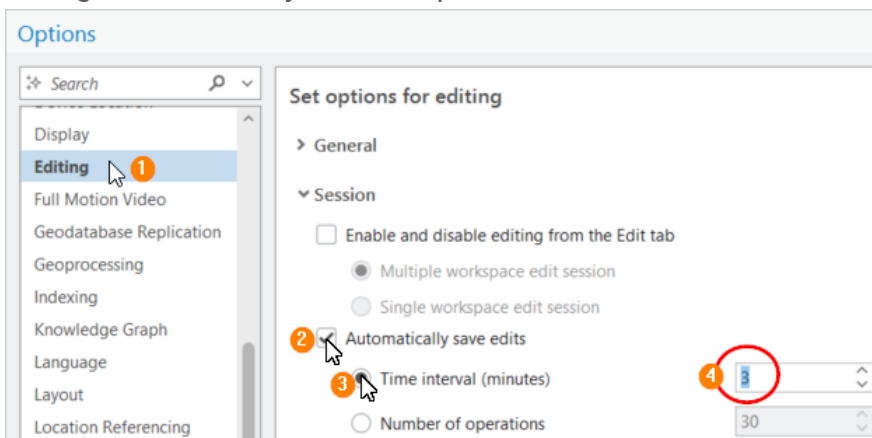 Options
Search
Display
Editing 1
Full Motion Video
Geodatabase Replication
Geoprocessing
Indexing
Knowledge Graph
Language
Layout
Location Referencing
Set options for editing
General
Session
Enable and disable editing from the Edit tab
Multiple workspace edit session
Single workspace edit session
2 Automatically save edits
3 Time interval (minutes) 4 3
Number of operations 30